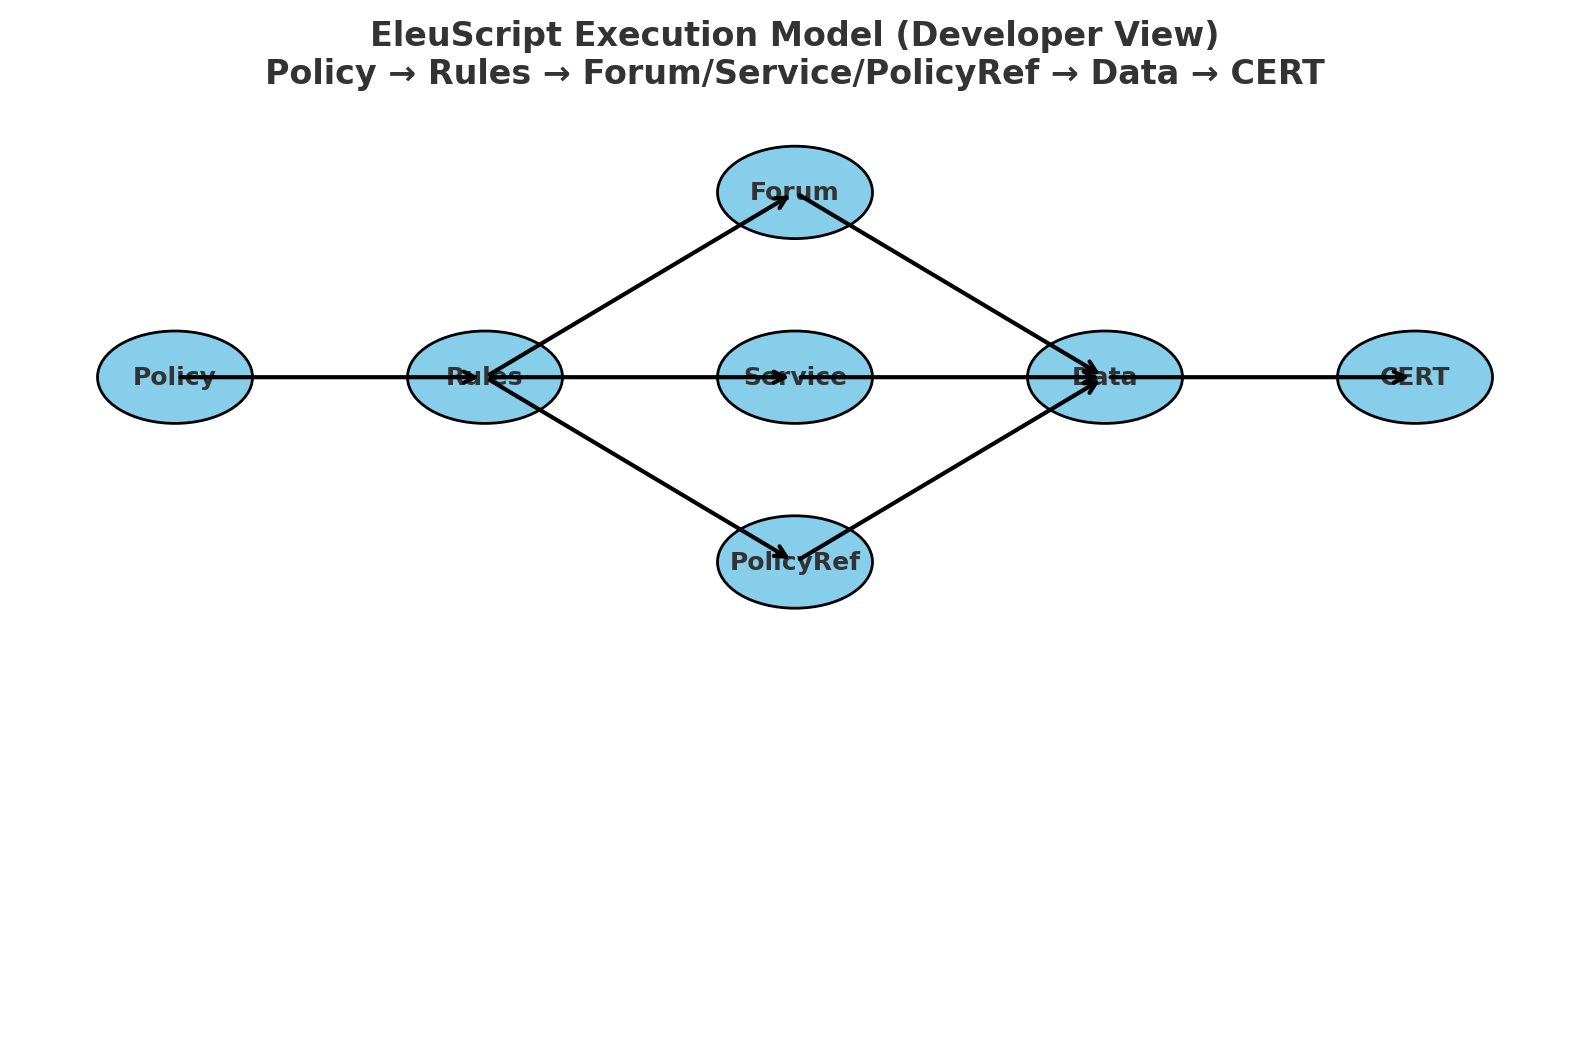 EleuScript Execution Model (Developer View)
Policy → Rules → Forum/Service/PolicyRef → Data → CERT
Forum
Policy
Rules
Service
Data
CERT
PolicyRef